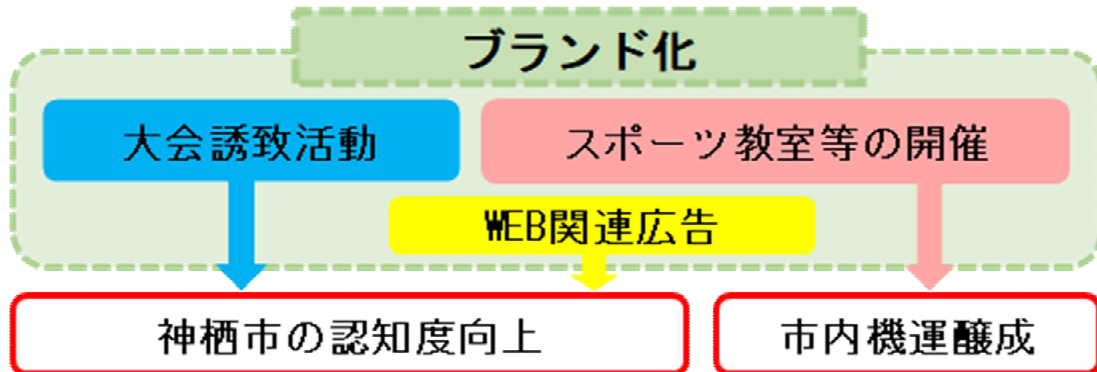 ブランド化
大会誘致活動
スポーツ教室等の開催
WEB関連広告
神栖市の認知度向上
市内機運醸成